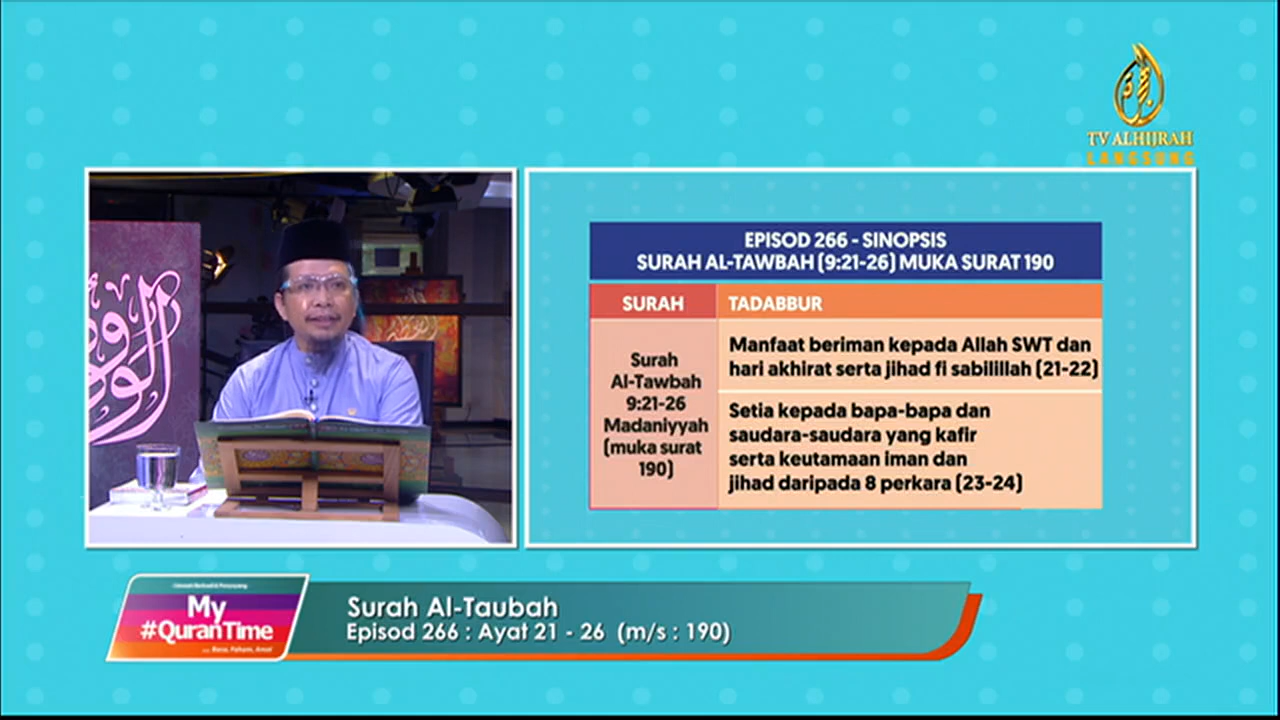 TV ALHIJRAH
LANGSUNG
EPISOD 266 - SINOPSIS
SURAH AL-TAWBAH (9:21-26) MUKA SURAT 190
SURAH
TADABBUR
Surah
Al-Tawbah
9:21-26
Madaniyyah
(muka surat
190)
Manfaat beriman kepada Allah SWT dan
hari akhirat serta jihad fi sabilillah (21-22)
Setia kepada bapa-bapa dan
saudara-saudara yang kafir
serta keutamaan iman dan
jihad daripada 8 perkara (23-24)
My
#QuranTime
.... Baca, Faham, Amal
Surah Al-Taubah
Episod 266 : Ayat 21 - 26 (m/s : 190)